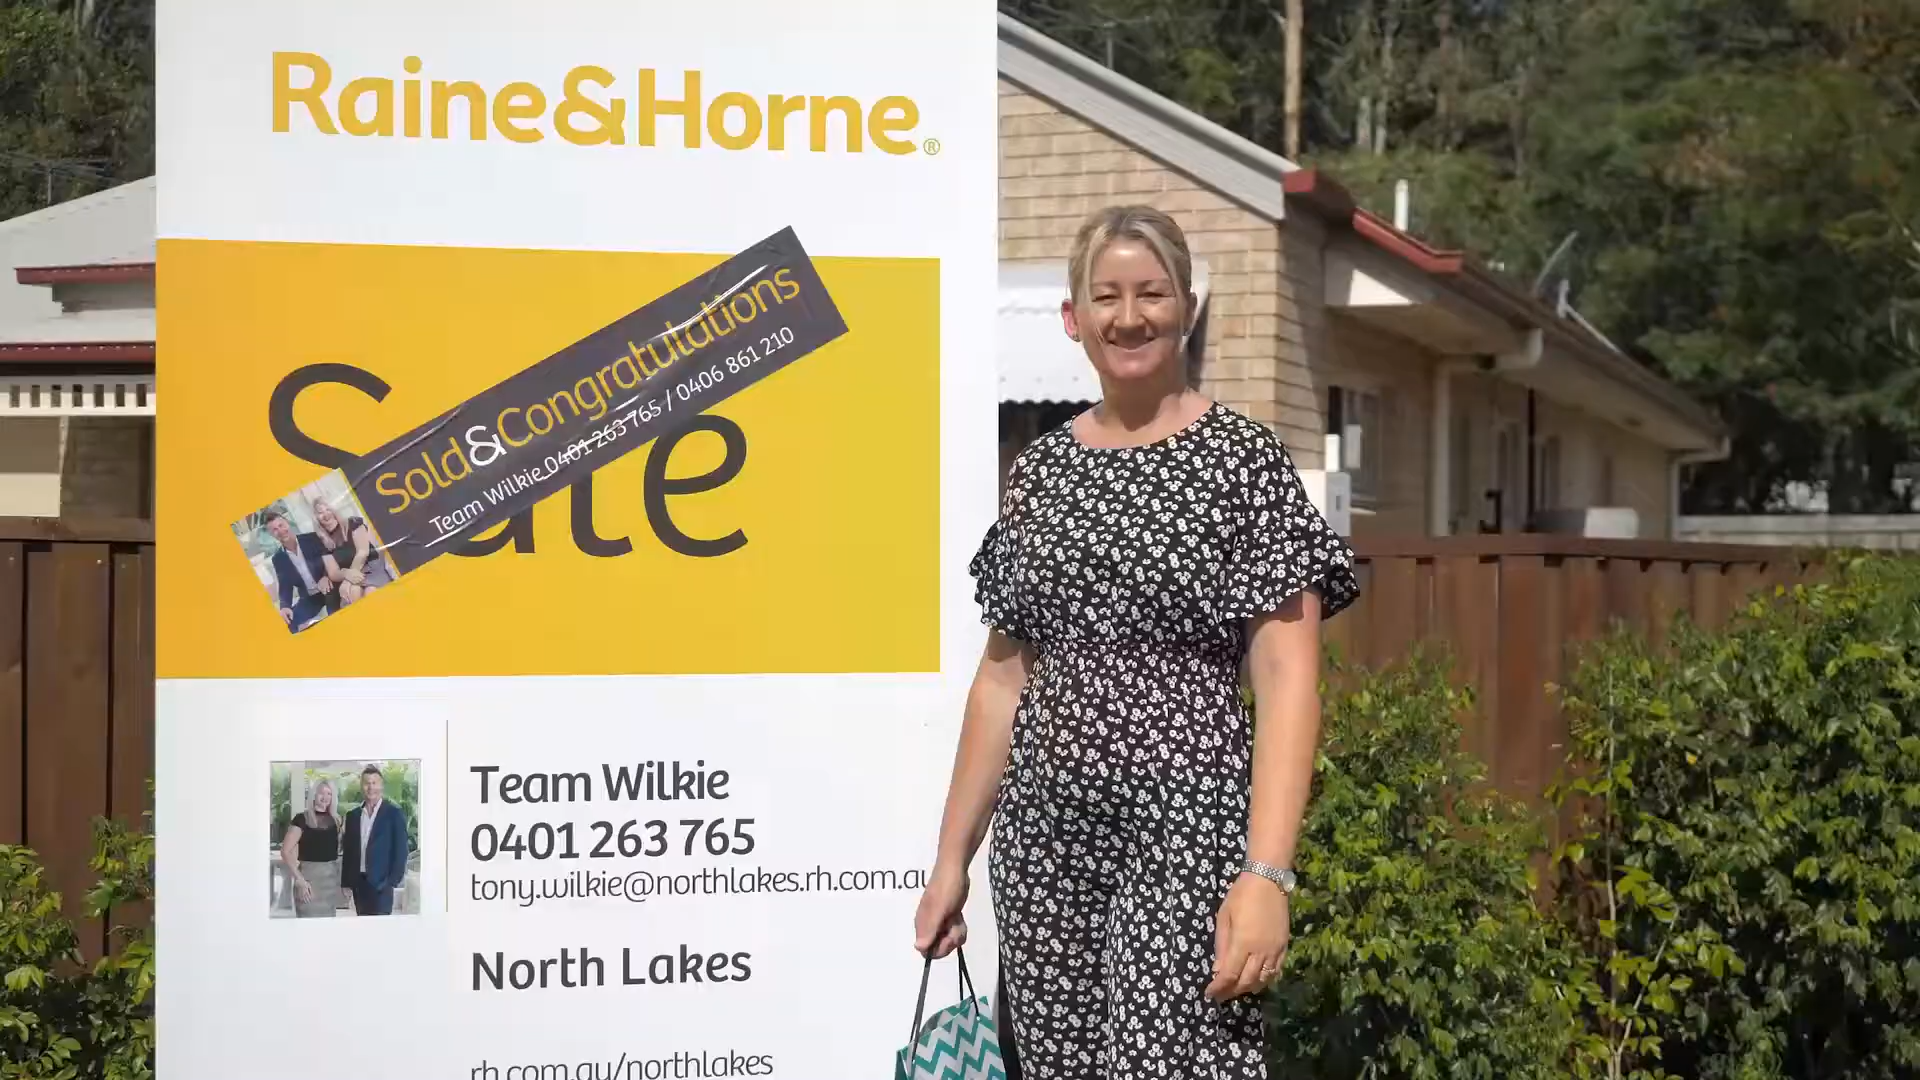 Raine&Horne®
Sale
Sold&Congratulations
Team Wilkie 0401 263 765 / 0406 861 210
Team Wilkie
0401 263 765
tony.wilkie@northlakes.rh.com.au
North Lakes
rh.com.au/northlakes